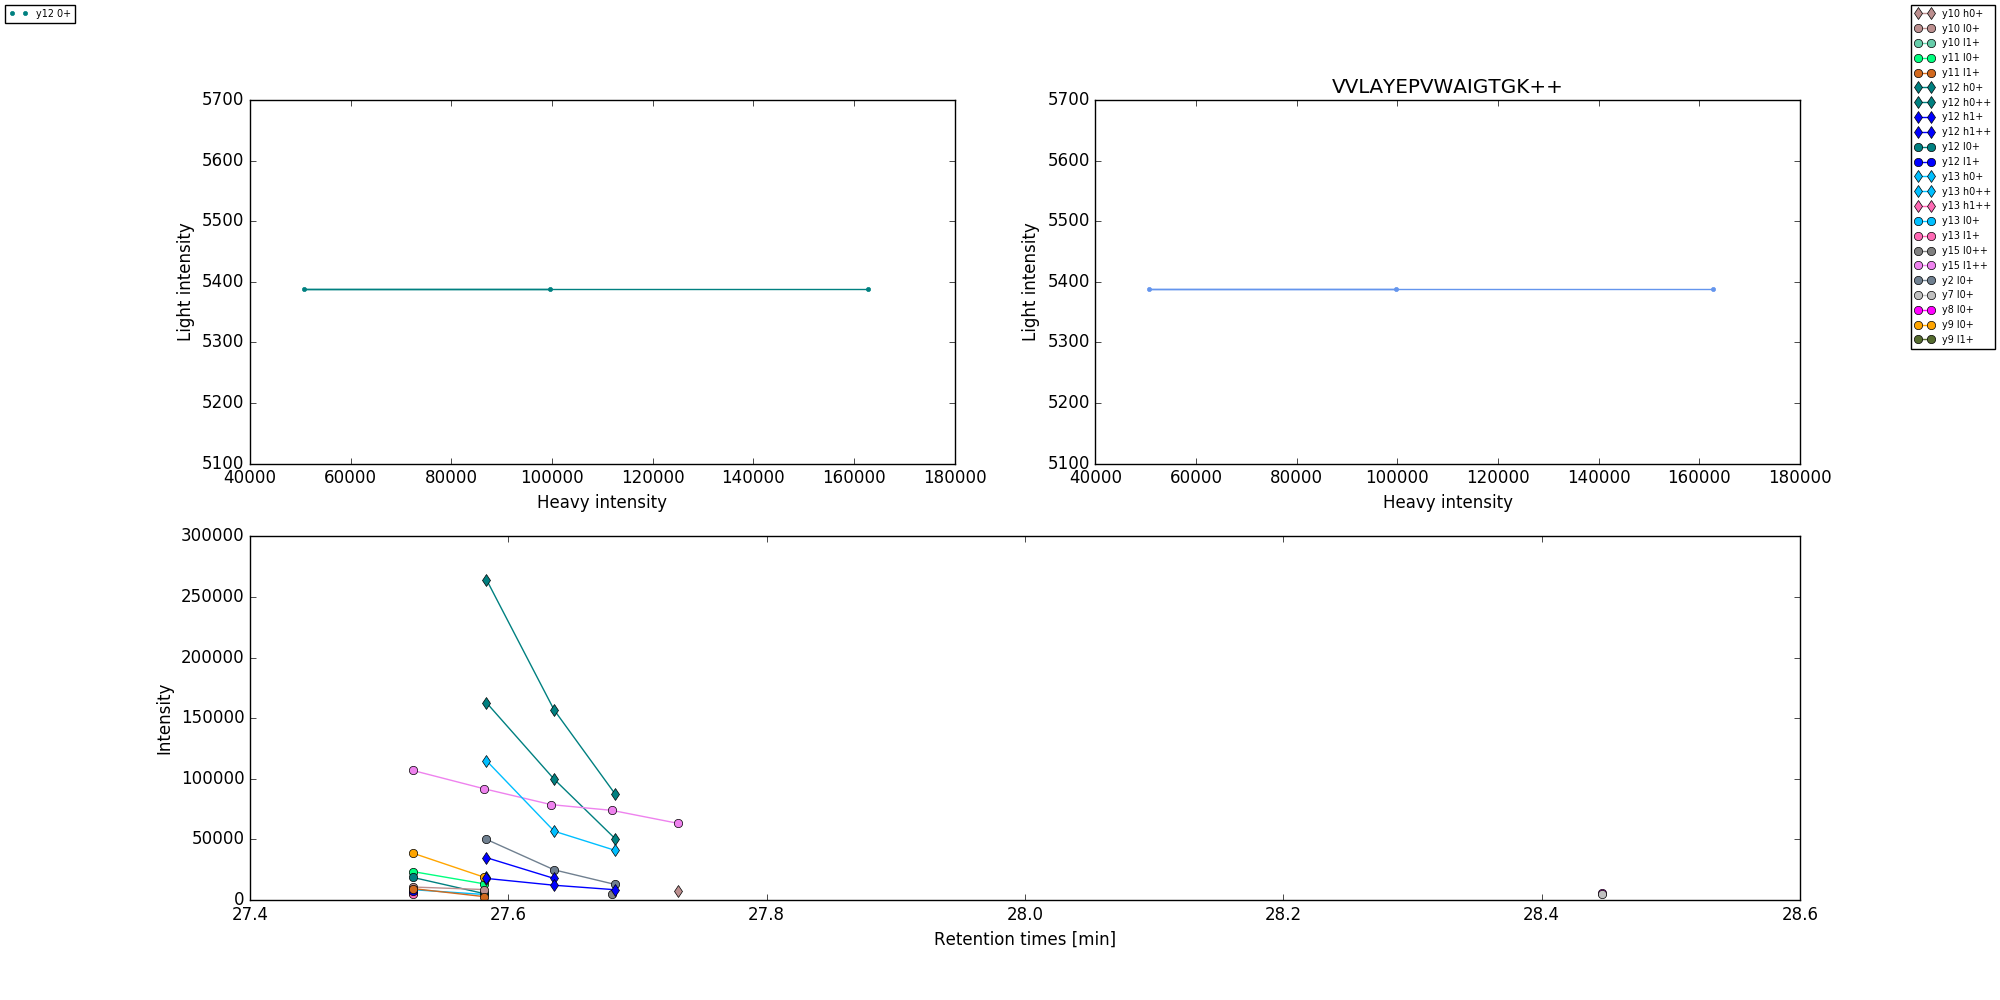 y12 0+
VVLAYEPVWAIGTGK++
5700
5600
5500
5400
5300
5200
5100
Light intensity
40000 60000 80000 100000 120000 140000 160000 180000
Heavy intensity
5700
5600
5500
5400
5300
5200
5100
Light intensity
40000 60000 80000 100000 120000 140000 160000 180000
Heavy intensity
y10 h0+
y10 l0+
y10 l1+
y11 l0+
y11 l1+
y12 h0+
y12 h0++
y12 h1+
y12 h1++
y12 l0+
y12 l1+
y13 h0+
y13 h0++
y13 h1++
y13 l0+
y13 l1+
y15 l0++
y15 l1++
y2 l0+
y7 l0+
y8 l0+
y9 l0+
y9 l1+
300000
250000
200000
150000
100000
50000
0
Intensity
27.4 27.6 27.8 28.0 28.2 28.4 28.6
Retention times [min]